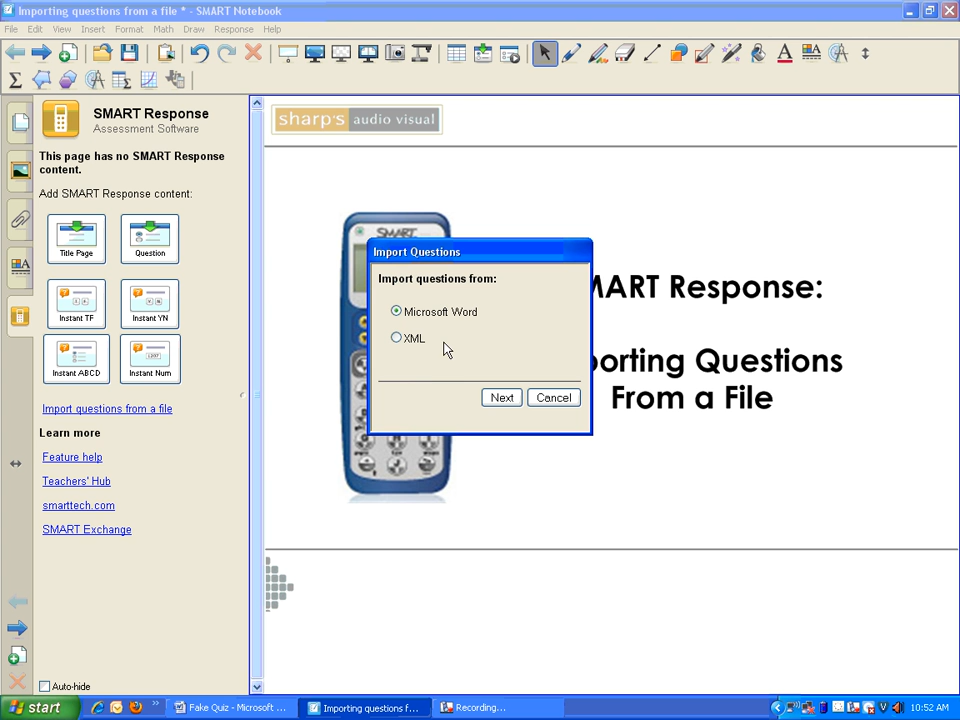 Importing questions from a file * - SMART Notebook
File Edit View Insert Format Math Draw Response Help
SMART Response
Assessment Software
This page has no SMART Response
content.
Add SMART Response content:
Title Page
Question
Instant TF
Instant YN
Instant ABCD
Instant Num
Import questions from a file
Learn more
Feature help
Teachers' Hub
smarttech.com
SMART Exchange
Auto-hide
sharp's audio visual
SMART
Import Questions
Import questions from:
Microsoft Word
XML
Next
Cancel
MART Response:
porting Questions
From a File
start
Fake Quiz - Microsoft ...
Importing questions f...
Recording...
10:52 AM